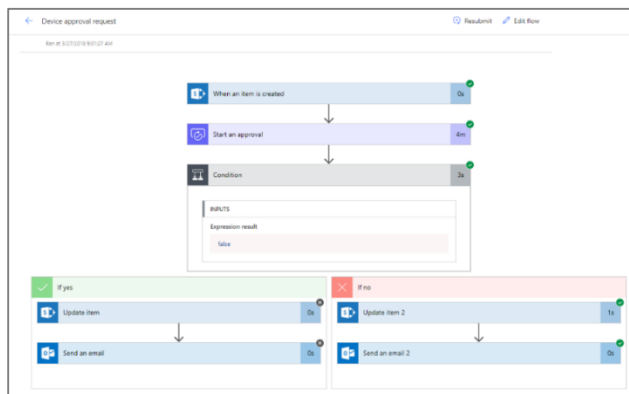 Device approval request
Resubmit
Edit flow
Ran at 3/27/2018 9:01:07 AM
When an item is created
0s
Start an approval
4m
Condition
3s
INPUTS
Expression result
false
If yes
If no
Update item
0s
Update item 2
1s
Send an email
0s
Send an email 2
0s